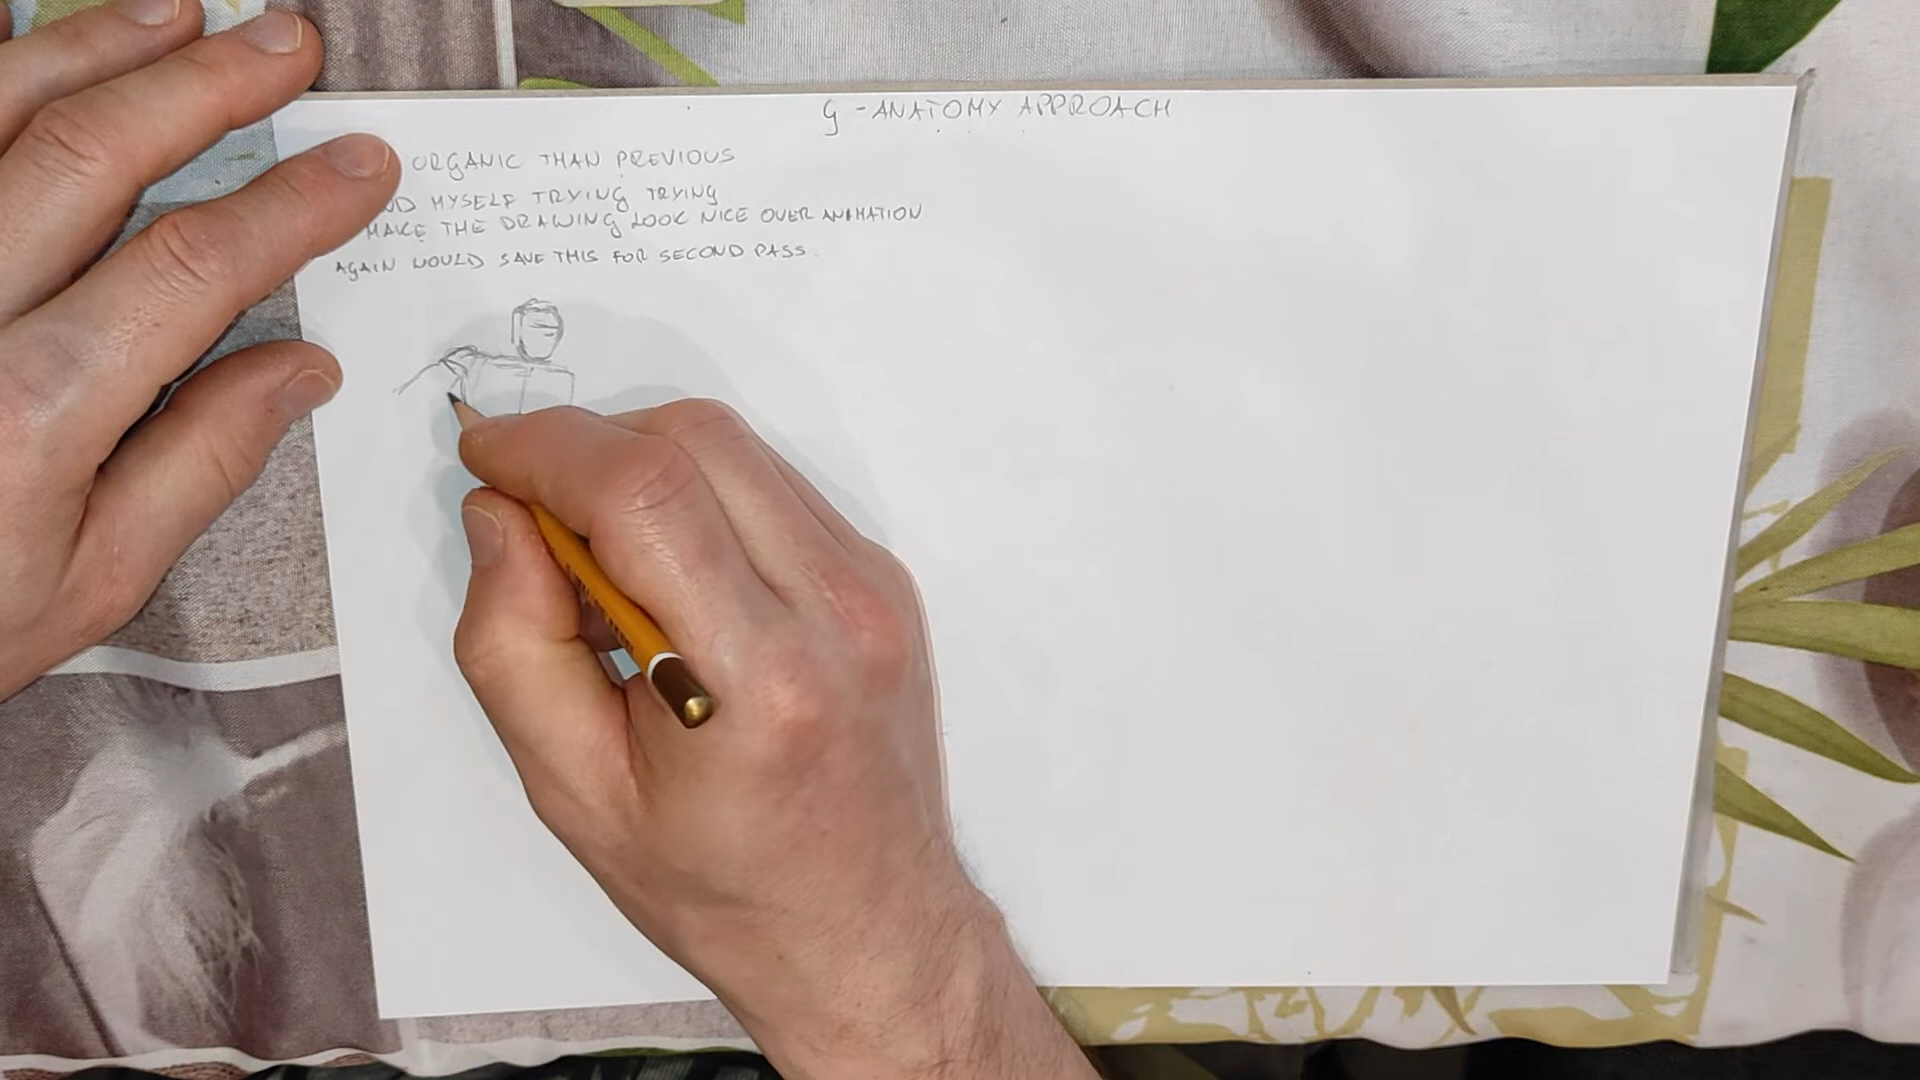 9 - ANATOMY APPROACH
ORGANIC THAN PREVIOUS
MYSELF TRYING TRYING
MAKE THE DRAWING LOOK NICE OVER ANIMATION
AGAIN WOULD SAVE THIS FOR SECOND PASS.